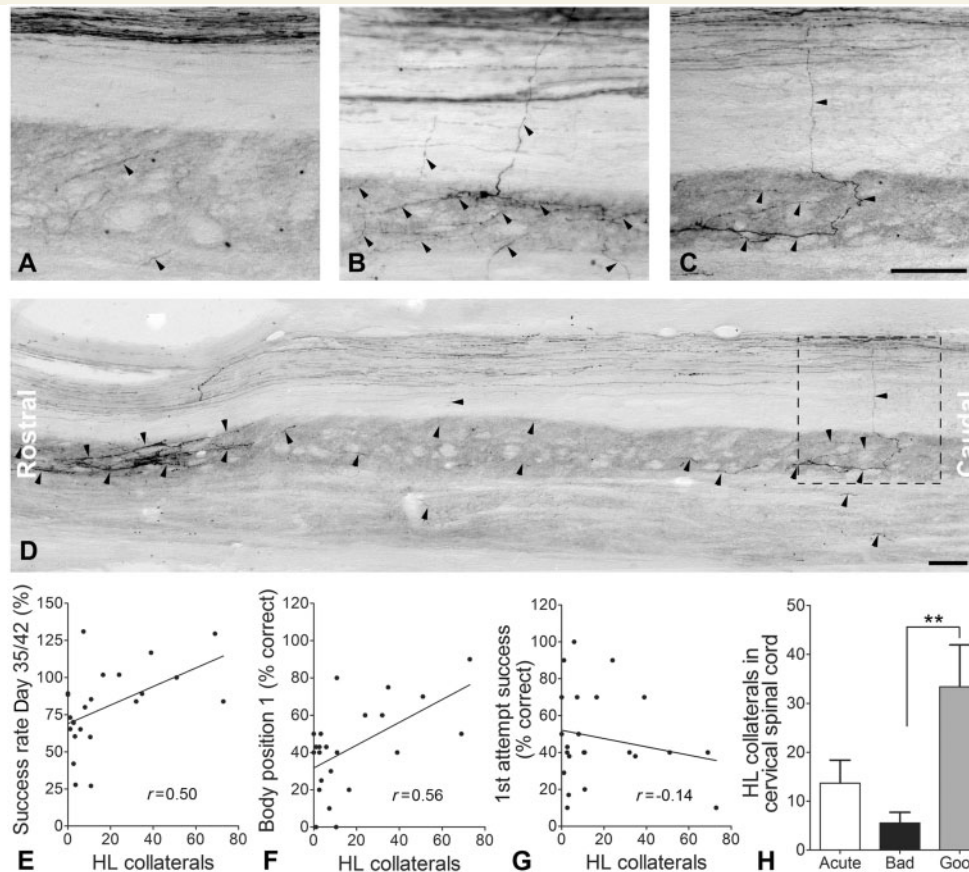 A
B
C
Rostral
Caudal
D
Success rate Day 35/42 (%)
150
125
100
75
50
25
0
0 20 40 60 80
r=0.50
E
HL collaterals
Body position 1 (% correct)
120
100
80
60
40
20
0
0 20 40 60 80
r=0.56
F
HL collaterals
1st attempt success
(% correct)
120
100
80
60
40
20
0
0 20 40 60 80
r=-0.14
G
HL collaterals
HL collaterals in
cervical spinal cord
50
40
30
20
10
0
**
H
Acute Bad Good